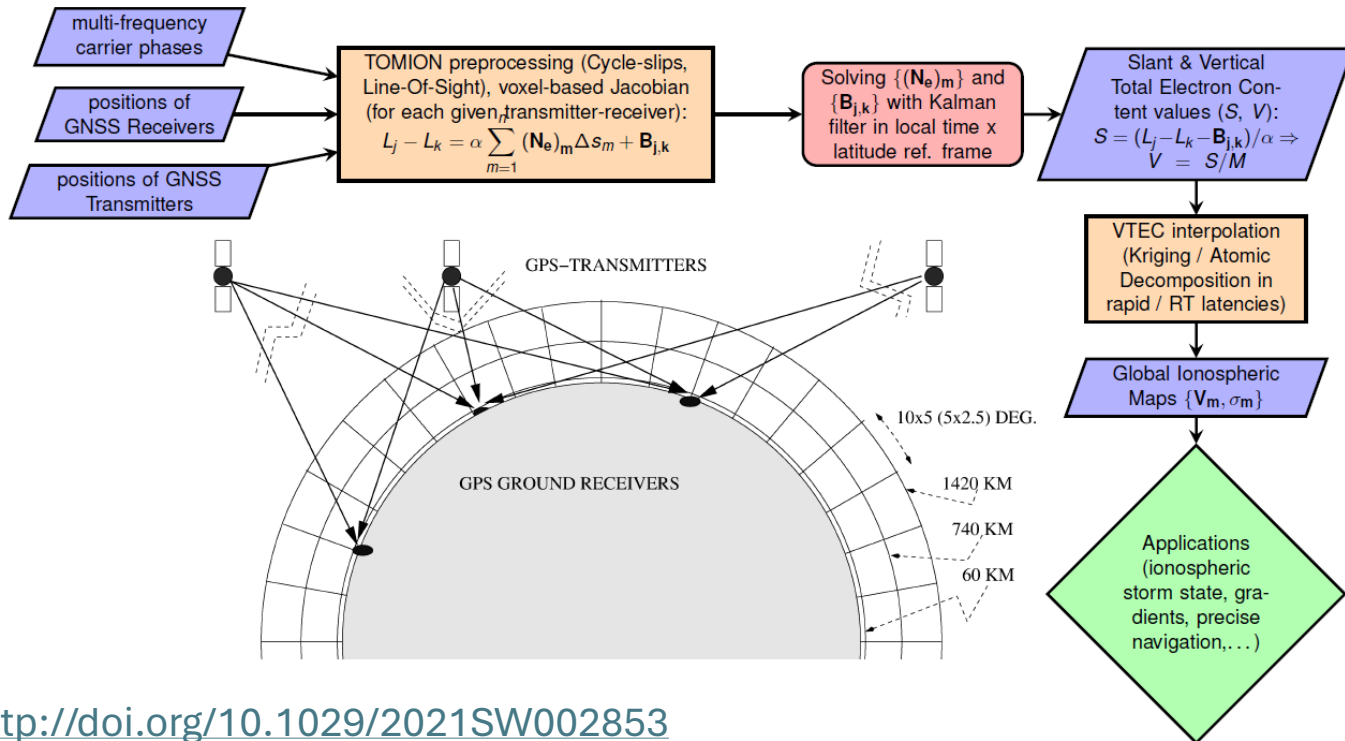 multi-frequency
carrier phases
positions of
GNSS Receivers
positions of GNSS
Transmitters
TOMION preprocessing (Cycle-slips,
Line-Of-Sight), voxel-based Jacobian
(for each given transmitter-receiver):
L_j − L_k = α ∑_{m=1}^{n} (N_e)_m Δs_m + B_{j,k}
Solving {(N_e)_m} and
{B_{j,k}} with Kalman
filter in local time x
latitude ref. frame
Slant & Vertical
Total Electron Con-
tent values (S, V):
S = (L_j−L_k−B_{j,k})/α ⇒
V = S/M
VTEC interpolation
(Kriging / Atomic
Decomposition in
rapid / RT latencies)
Global Ionospheric
Maps {V_m, σ_m}
Applications
(ionospheric
storm state, gra-
dients, precise
navigation,...)
GPS−TRANSMITTERS
10x5 (5x2.5) DEG.
GPS GROUND RECEIVERS
1420 KM
740 KM
60 KM
tp://doi.org/10.1029/2021SW002853